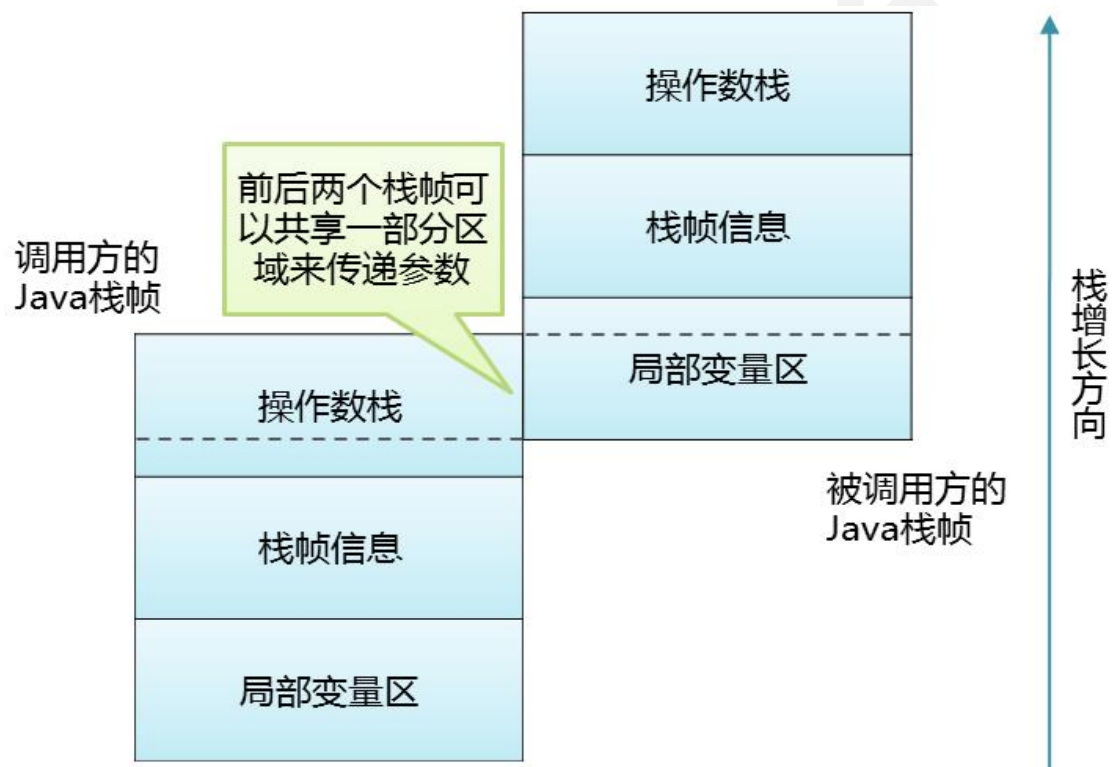 操作数栈
前后两个栈帧可
以共享一部分区
域来传递参数
栈帧信息
调用方的
Java栈帧
局部变量区
操作数栈
栈增长方向
被调用方的
Java栈帧
栈帧信息
局部变量区